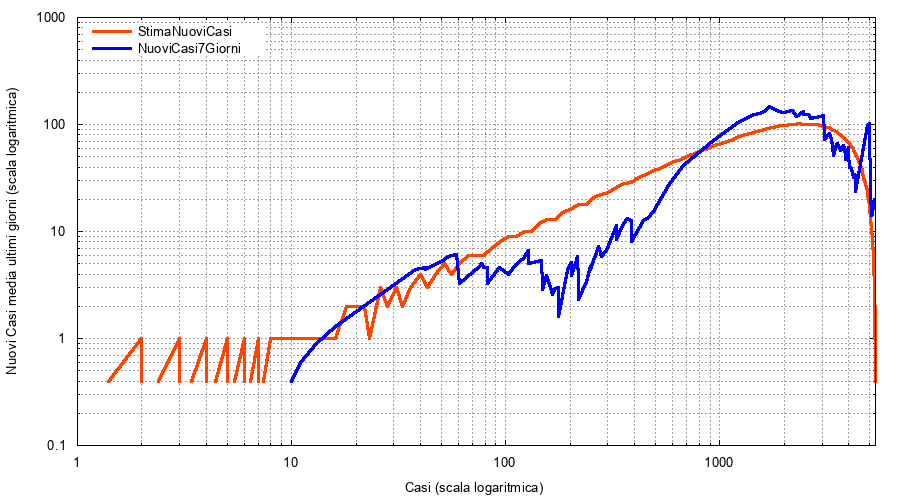 1000
StimaNuoviCasi
NuoviCasi7Giorni
100
10
1
0.1
Nuovi Casi media ultimi giorni (scala logaritmica)
1 10 100 1000
Casi (scala logaritmica)